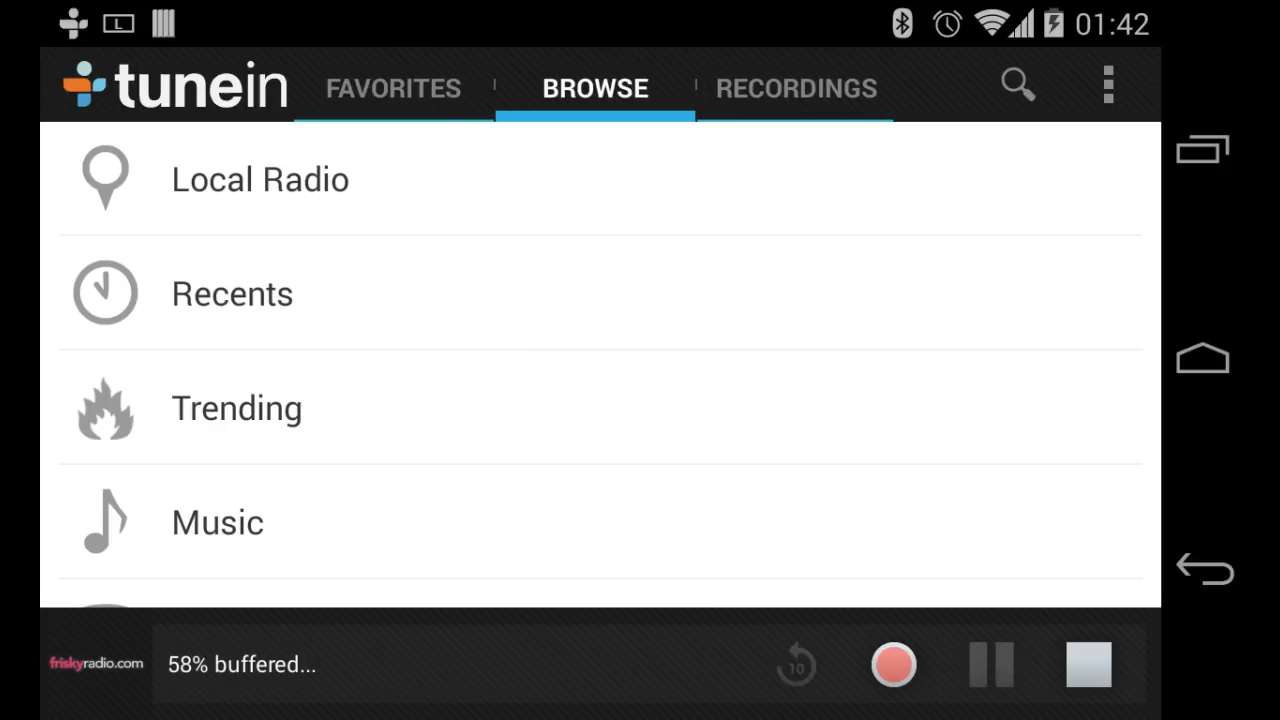 L
01:42
tunein
FAVORITES
BROWSE
RECORDINGS
Local Radio
Recents
Trending
Music
friskyradio.com
58% buffered...
10